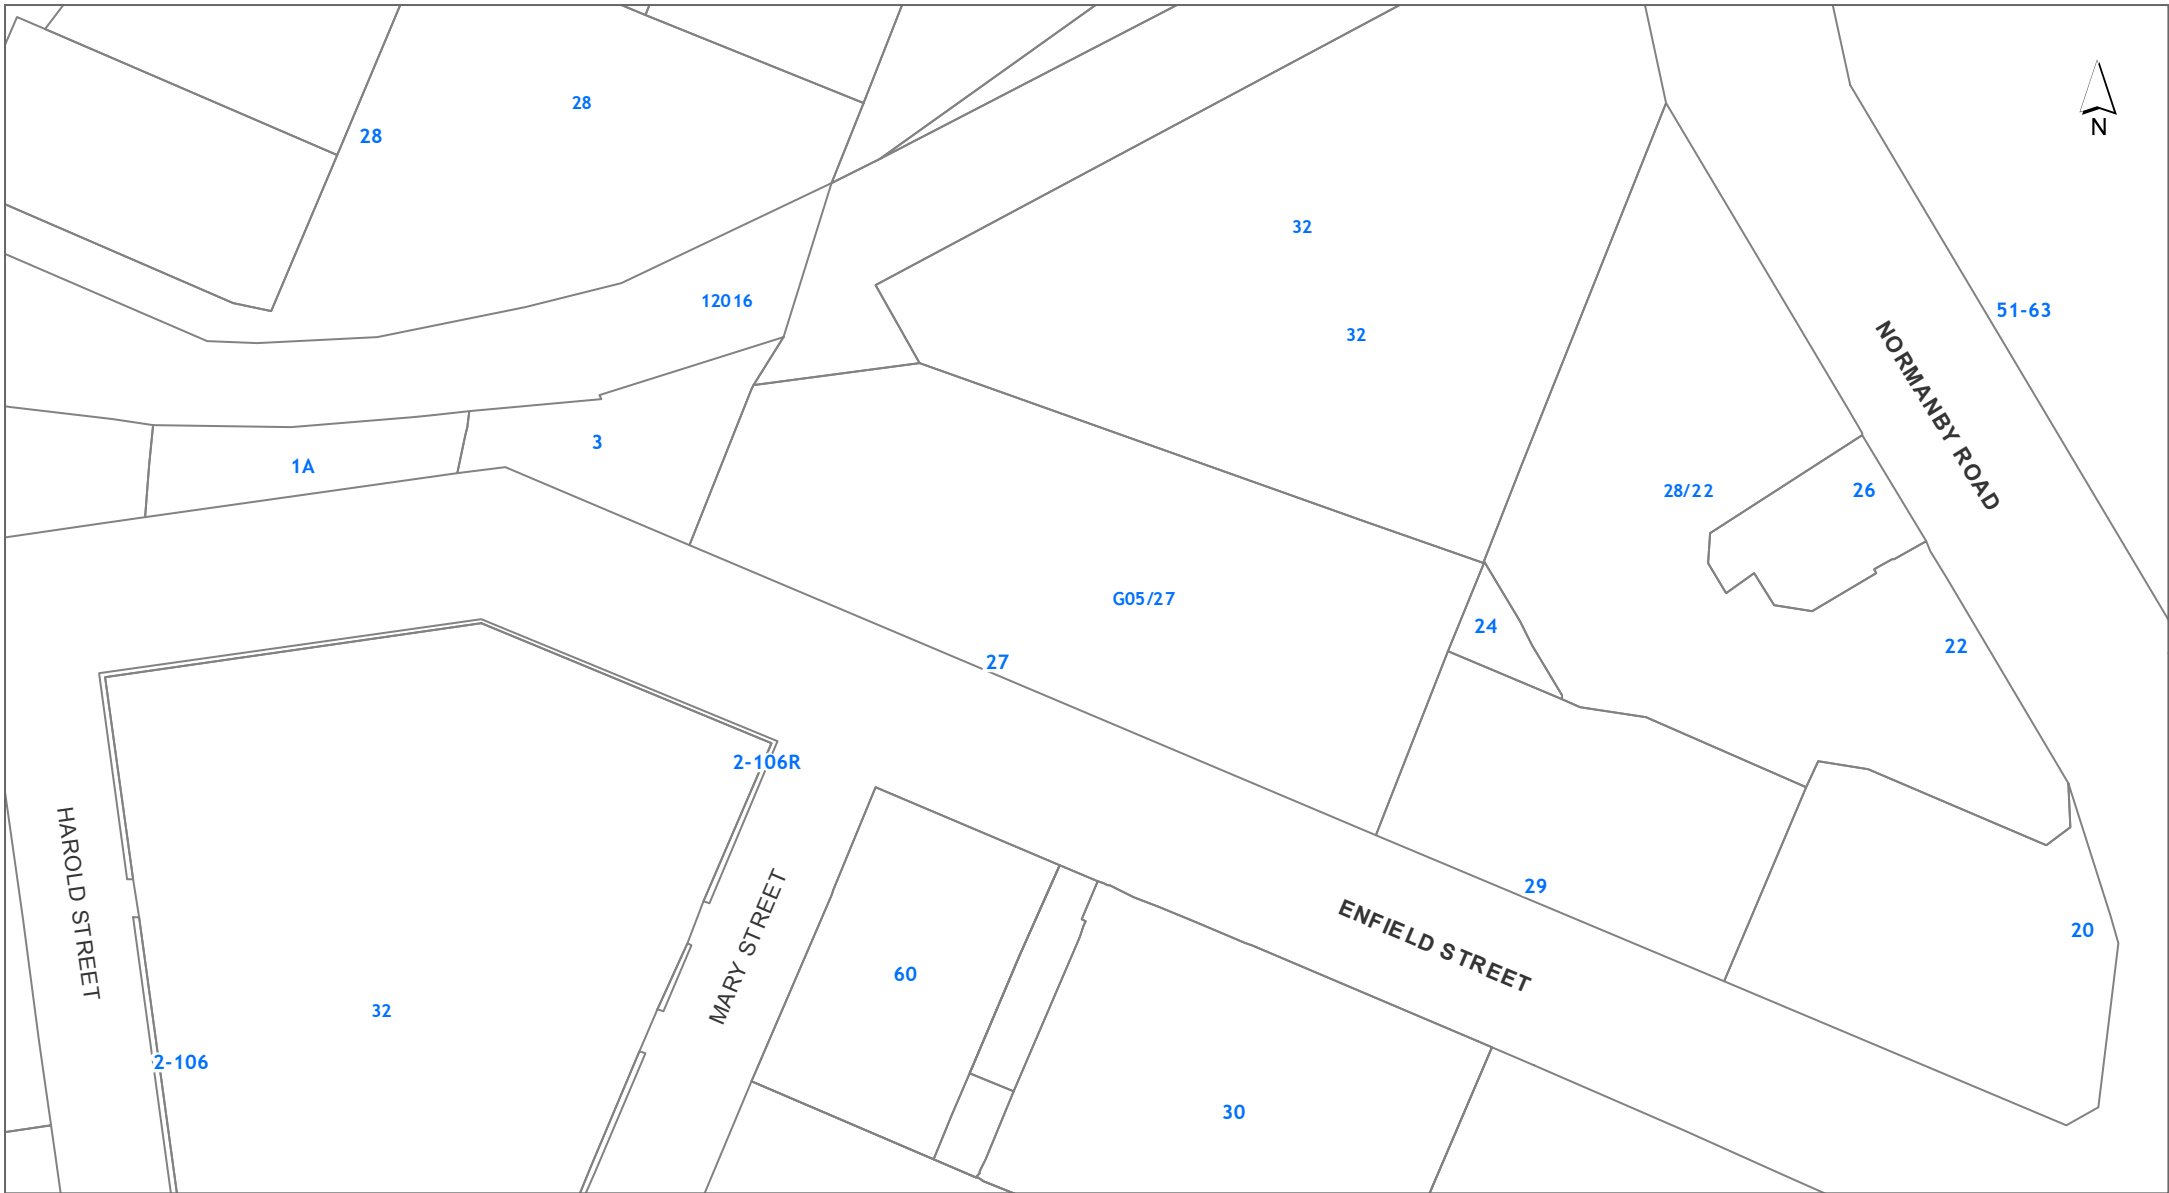 28
28
N
32
12016
51-63
32
NORMANBY ROAD
3
1A
28/22
26
G05/27
24
22
27
2-106R
HAROLD STREET
MARY STREET
29
ENFIELD STREET
20
60
32
2-106
30